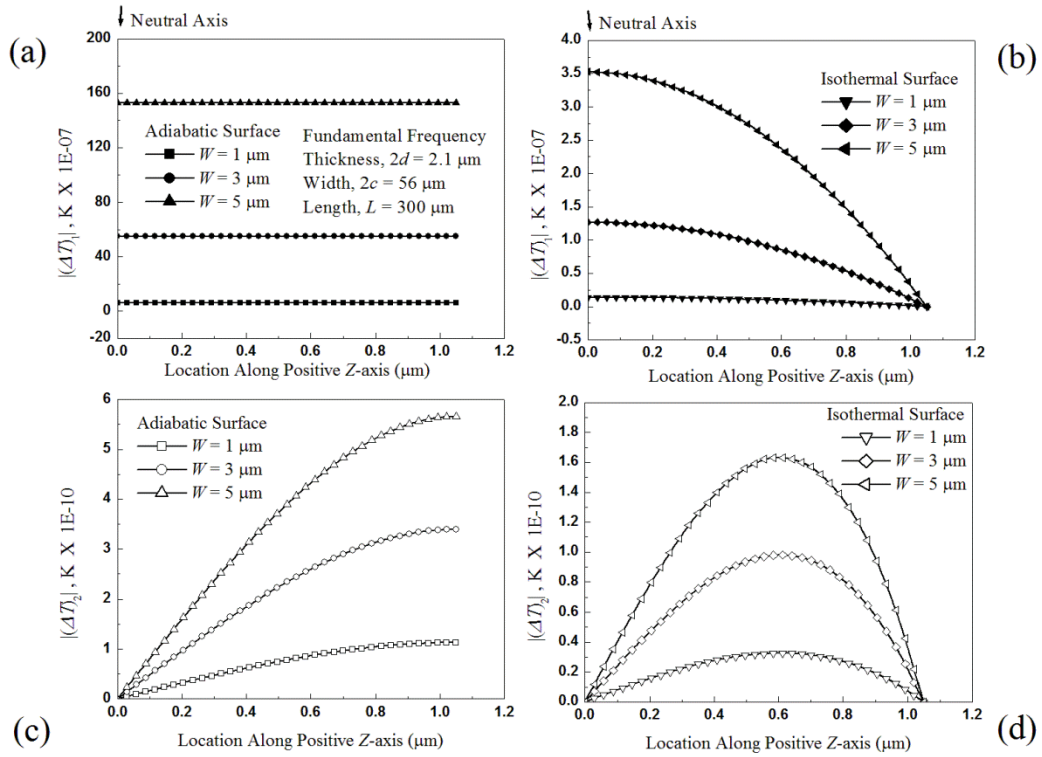 Neutral Axis
(a)
200
160
120
80
40
0
-20
|(ΔT)₁|, K X 1E-07
Adiabatic Surface
W = 1 μm
W = 3 μm
W = 5 μm
Fundamental Frequency
Thickness, 2d = 2.1 μm
Width, 2c = 56 μm
Length, L = 300 μm
0.0 0.2 0.4 0.6 0.8 1.0 1.2
Location Along Positive Z-axis (μm)
Neutral Axis
(b)
4.0
3.5
3.0
2.5
2.0
1.5
1.0
0.5
0.0
-0.5
|(ΔT)₁|, K X 1E-07
Isothermal Surface
W = 1 μm
W = 3 μm
W = 5 μm
0.0 0.2 0.4 0.6 0.8 1.0 1.2
Location Along Positive Z-axis (μm)
6
5
4
3
2
1
0
|(ΔT)₂|, K X 1E-10
Adiabatic Surface
W = 1 μm
W = 3 μm
W = 5 μm
0.0 0.2 0.4 0.6 0.8 1.0 1.2
(c)
Location Along Positive Z-axis (μm)
2.0
1.8
1.6
1.4
1.2
1.0
0.8
0.6
0.4
0.2
0.0
|(ΔT)₂|, K X 1E-10
Isothermal Surface
W = 1 μm
W = 3 μm
W = 5 μm
0.0 0.2 0.4 0.6 0.8 1.0 1.2
Location Along Positive Z-axis (μm)
(d)